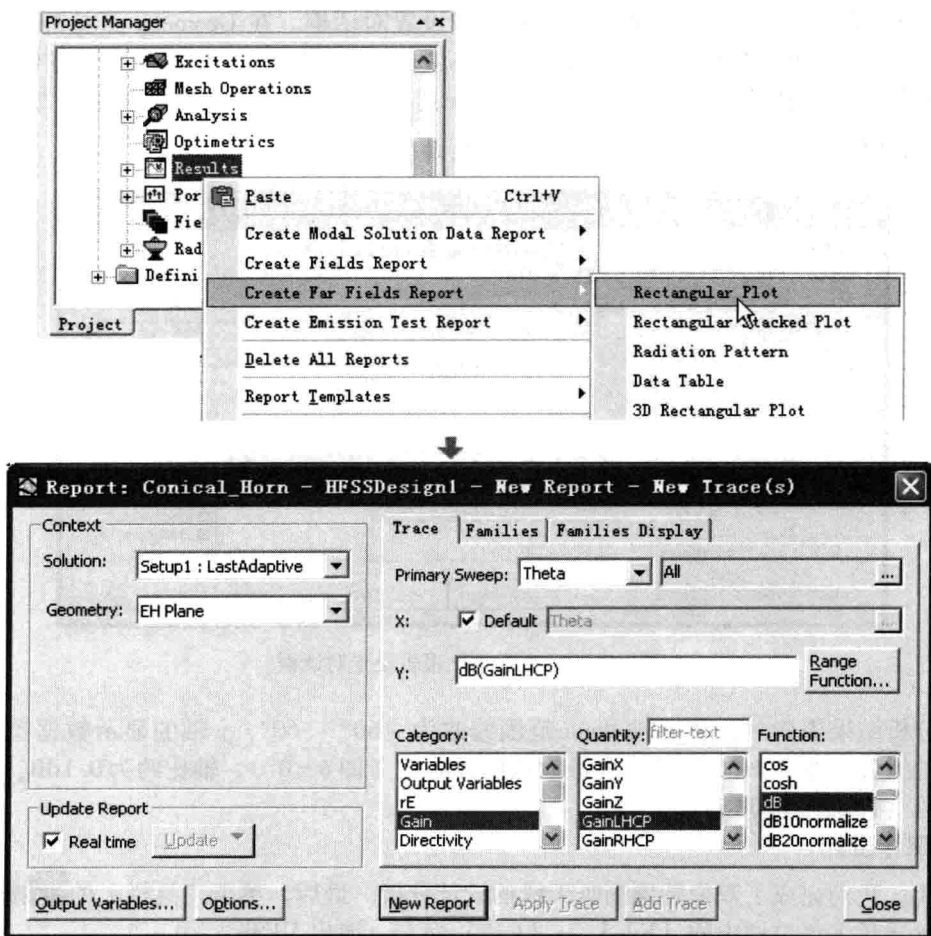 Project Manager
Excitations
Mesh Operations
Analysis
Optimetrics
Results
Por
Fie
Rad
Defini
Project
Paste Ctrl+V
Create Modal Solution Data Report
Create Fields Report
Create Far Fields Report
Create Emission Test Report
Delete All Reports
Report Templates
Rectangular Plot
Rectangular Stacked Plot
Radiation Pattern
Data Table
3D Rectangular Plot
Report: Conical_Horn - HFSSDesign1 - New Report - New Trace(s)
Context
Solution: Setup1 : LastAdaptive
Geometry: EH Plane
Update Report
Real time Update
Output Variables... Options...
Trace Families Families Display
Primary Sweep: Theta All ...
X: Default Theta ...
Y: dB(GainLHCP) Range Function...
Category: Quantity: filter-text Function:
Variables GainX cos
Output Variables GainY cosh
rE GainZ dB
Gain GainLHCP dB10normalize
Directivity GainRHCP dB20normalize
New Report Apply Trace Add Trace Close